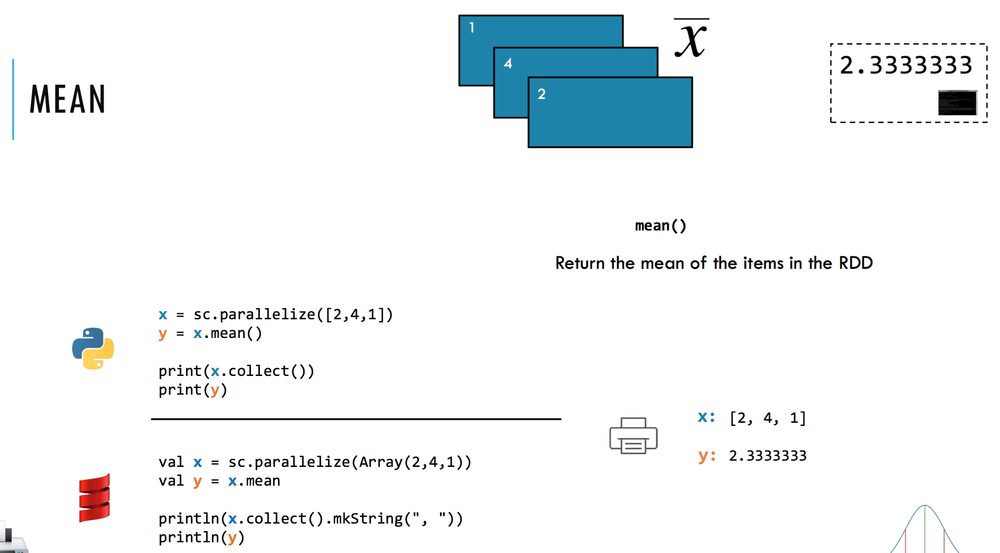 MEAN
1
4
2
x
2.3333333
mean()
Return the mean of the items in the RDD
x = sc.parallelize([2,4,1])
y = x.mean()
print(x.collect())
print(y)
x: [2, 4, 1]
y: 2.3333333
val x = sc.parallelize(Array(2,4,1))
val y = x.mean
println(x.collect().mkString(", "))
println(y)